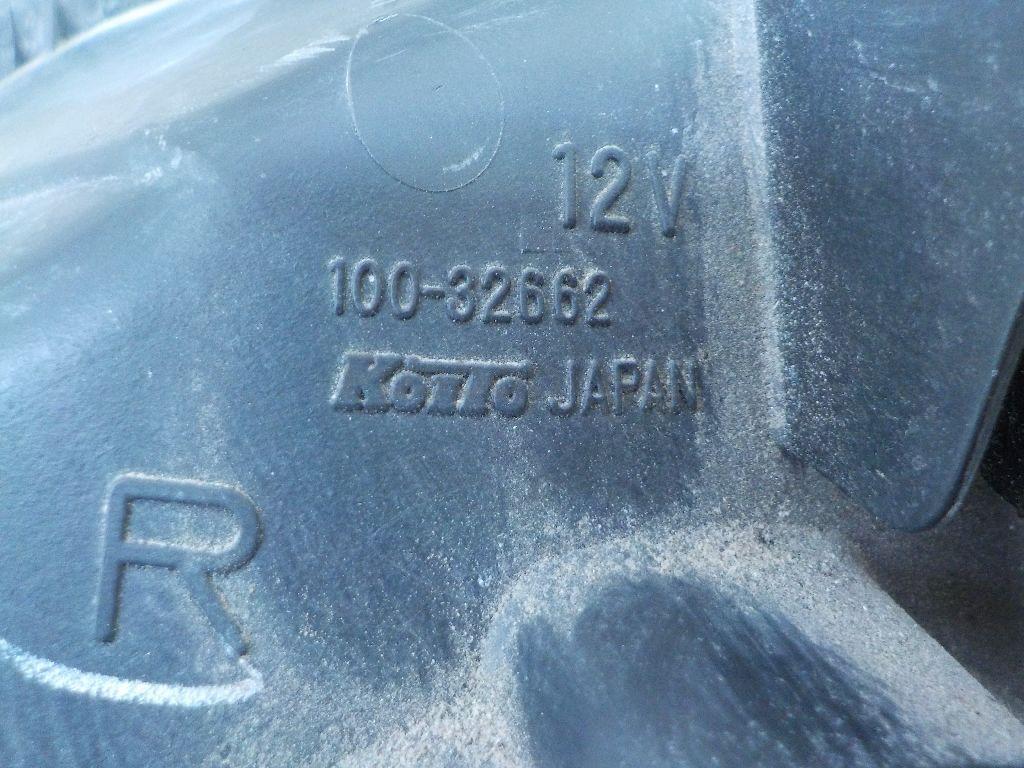 12V
100-32662
KOITO JAPAN
R